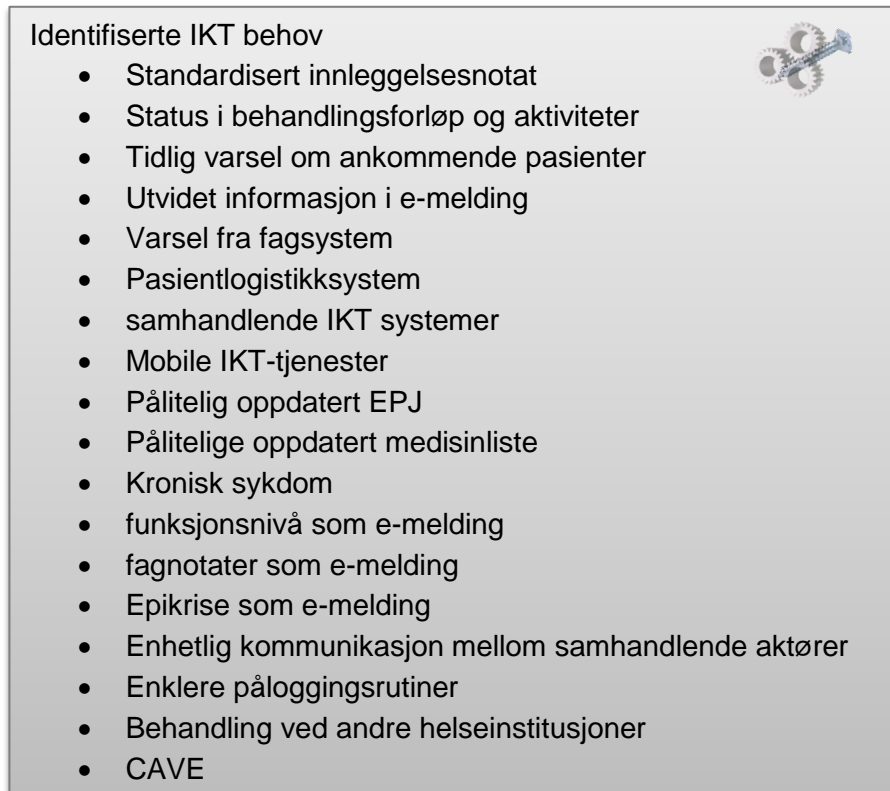 Identifiserte IKT behov
• Standardisert innleggelsesnotat
• Status i behandlingsforløp og aktiviteter
• Tidlig varsel om ankommende pasienter
• Utvidet informasjon i e-melding
• Varsel fra fagsystem
• Pasientlogistikksystem
• samhandlende IKT systemer
• Mobile IKT-tjenester
• Pålitelig oppdatert EPJ
• Pålitelige oppdatert medisinliste
• Kronisk sykdom
• funksjonsnivå som e-melding
• fagnotater som e-melding
• Epikrise som e-melding
• Enhetlig kommunikasjon mellom samhandlende aktører
• Enklere påloggingsrutiner
• Behandling ved andre helseinstitusjoner
• CAVE